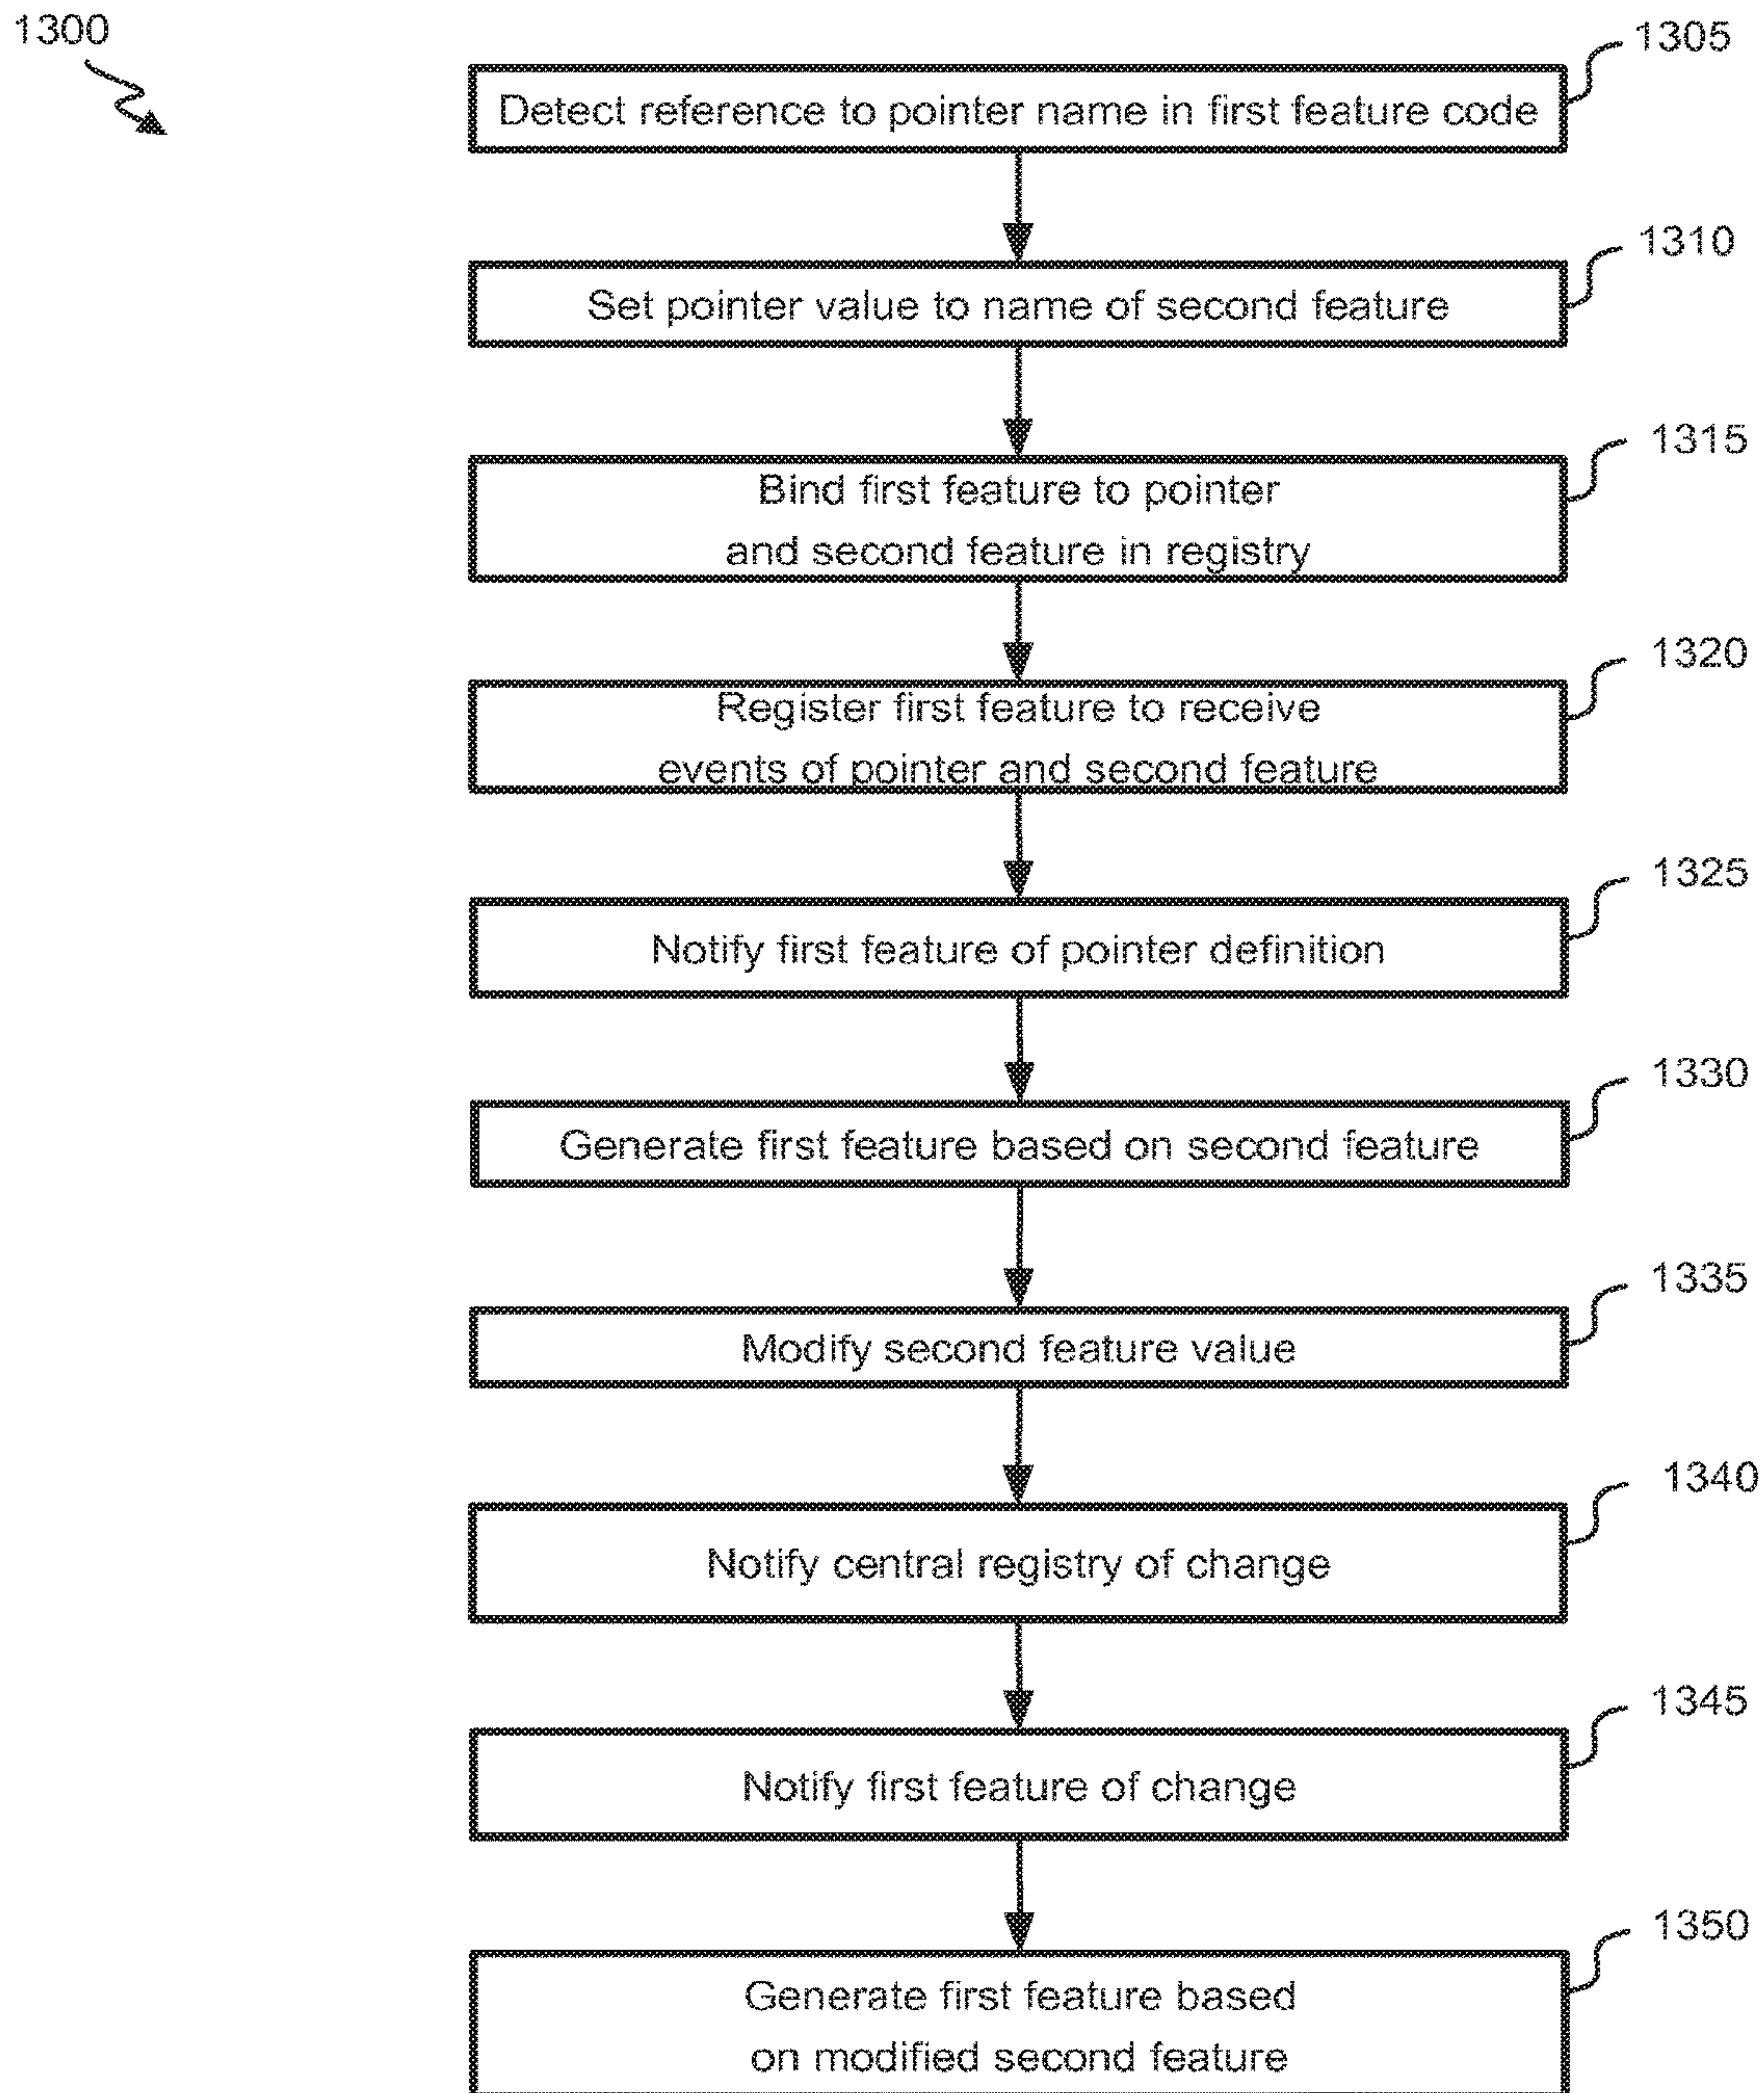 1300
1305
Detect reference to pointer name in first feature code
1310
Set pointer value to name of second feature
1315
Bind first feature to pointer
and second feature in registry
1320
Register first feature to receive
events of pointer and second feature
1325
Notify first feature of pointer definition
1330
Generate first feature based on second feature
1335
Modify second feature value
1340
Notify central registry of change
1345
Notify first feature of change
1350
Generate first feature based
on modified second feature